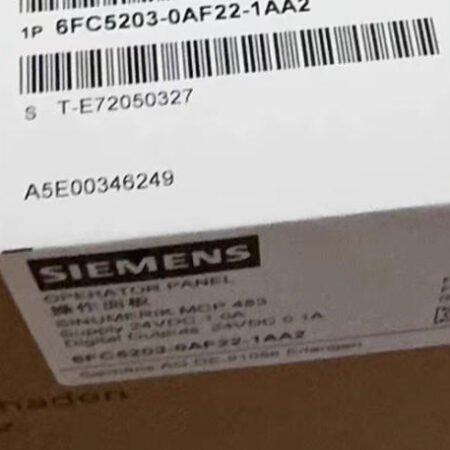 1P 6FC5203-0AF22-1AA2
S T-E72050327
A5E00346249
SIEMENS
OPERATOR PANEL
操作面板
SINUMERIK MCP 483
Supply 24VDC 1.0A
Digital Outputs: 24VDC 0.1A
6FC5203-0AF22-1AA2
Siemens AG DE-91056 Erlangen